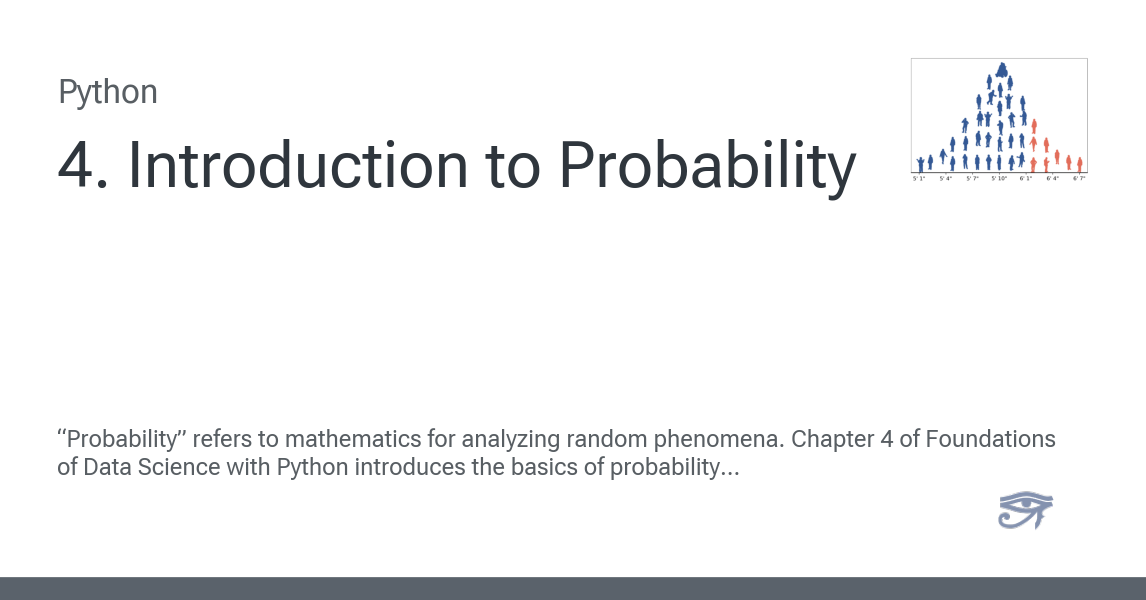 Python
4. Introduction to Probability
5' 1" 5' 4" 5' 7" 5' 10" 6' 1" 6' 4" 6' 7"
“Probability” refers to mathematics for analyzing random phenomena. Chapter 4 of Foundations
of Data Science with Python introduces the basics of probability...